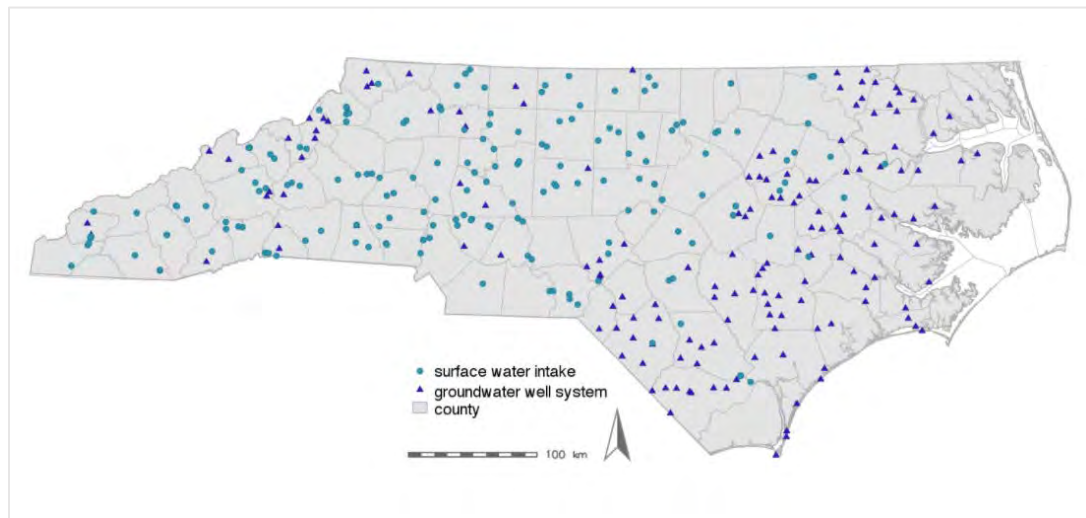 surface water intake
groundwater well system
county
100 km